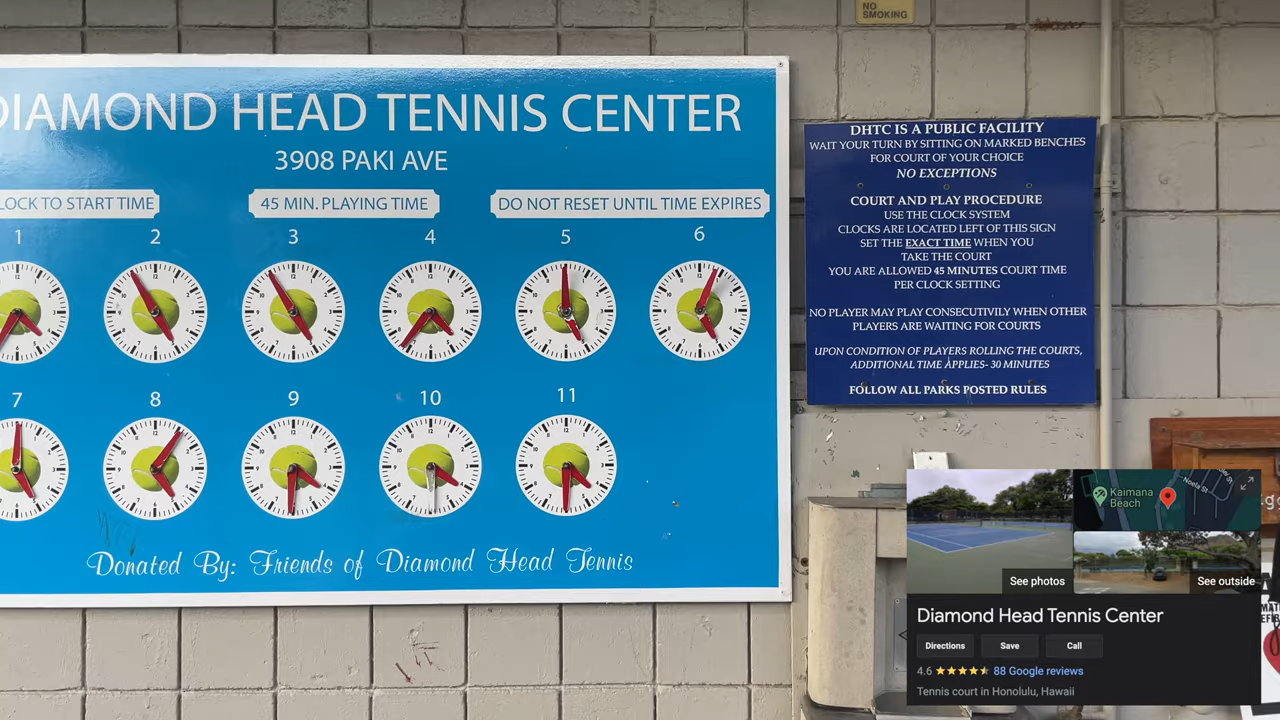 NO
SMOKING
DIAMOND HEAD TENNIS CENTER
3908 PAKI AVE
LOCK TO START TIME
45 MIN. PLAYING TIME
DO NOT RESET UNTIL TIME EXPIRES
1 2 3 4 5 6
7 8 9 10 11
Donated By: Friends of Diamond Head Tennis
DHTC IS A PUBLIC FACILITY
WAIT YOUR TURN BY SITTING ON MARKED BENCHES
FOR COURT OF YOUR CHOICE
NO EXCEPTIONS
COURT AND PLAY PROCEDURE
USE THE CLOCK SYSTEM
CLOCKS ARE LOCATED LEFT OF THIS SIGN
SET THE EXACT TIME WHEN YOU
TAKE THE COURT
YOU ARE ALLOWED 45 MINUTES COURT TIME
PER CLOCK SETTING
NO PLAYER MAY PLAY CONSECUTIVILY WHEN OTHER
PLAYERS ARE WAITING FOR COURTS
UPON CONDITION OF PLAYERS ROLLING THE COURTS,
ADDITIONAL TIME APPLIES- 30 MINUTES
FOLLOW ALL PARKS POSTED RULES
Kaimana
Beach
Noela St
See photos
See outside
Diamond Head Tennis Center
Directions
Save
Call
4.6
88 Google reviews
Tennis court in Honolulu, Hawaii